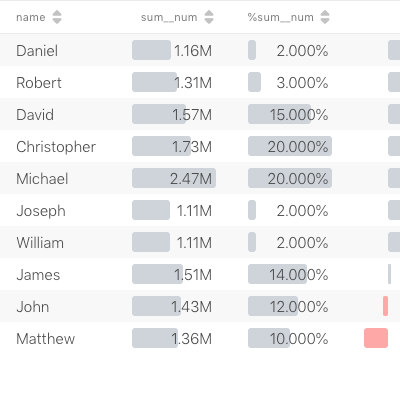 name sum__num %sum__num
Daniel 1.16M 2.000%
Robert 1.31M 3.000%
David 1.57M 15.000%
Christopher 1.73M 20.000%
Michael 2.47M 20.000%
Joseph 1.11M 2.000%
William 1.11M 2.000%
James 1.51M 14.000%
John 1.43M 12.000%
Matthew 1.36M 10.000%